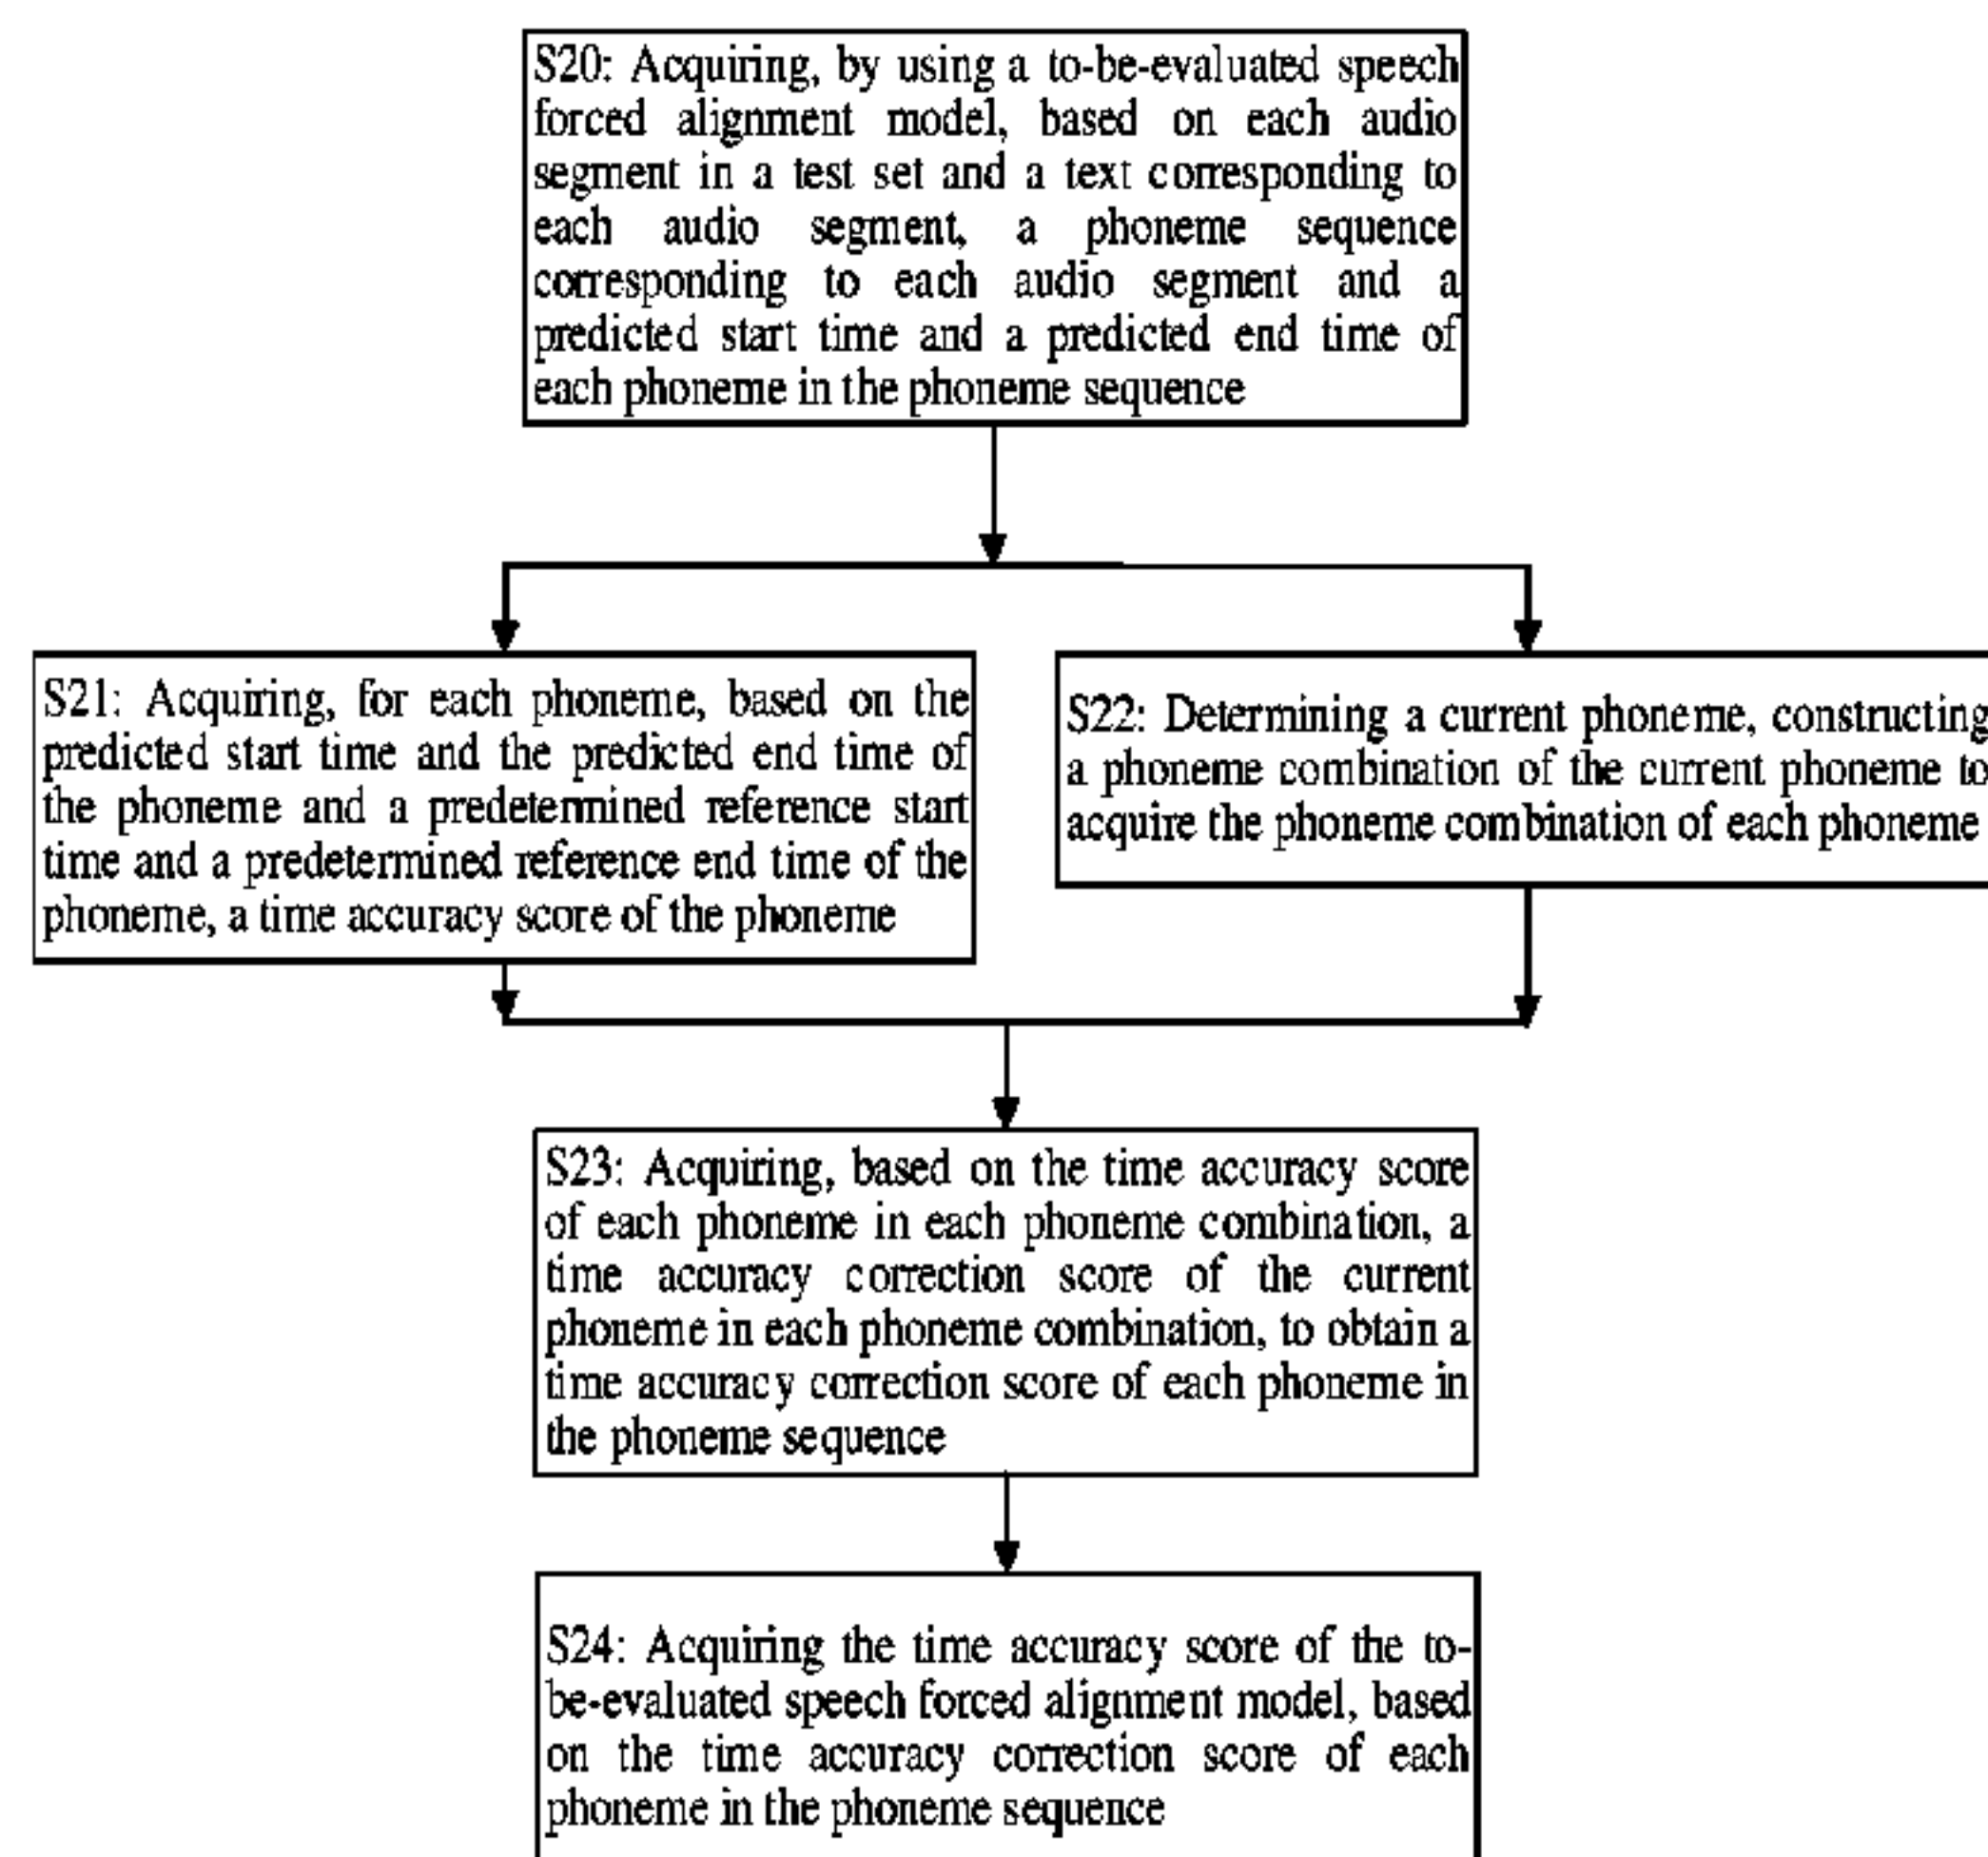 S20: Acquiring, by using a to-be-evaluated speech
forced alignment model, based on each audio
segment in a test set and a text corresponding to
each audio segment, a phoneme sequence
corresponding to each audio segment and a
predicted start time and a predicted end time of
each phoneme in the phoneme sequence
S21: Acquiring, for each phoneme, based on the
predicted start time and the predicted end time of
the phoneme and a predetermined reference start
time and a predetermined reference end time of the
phoneme, a time accuracy score of the phoneme
S22: Determining a current phoneme, constructing
a phoneme combination of the current phoneme to
acquire the phoneme combination of each phoneme
S23: Acquiring, based on the time accuracy score
of each phoneme in each phoneme combination, a
time accuracy correction score of the current
phoneme in each phoneme combination, to obtain a
time accuracy correction score of each phoneme in
the phoneme sequence
S24: Acquiring the time accuracy score of the to-
be-evaluated speech forced alignment model, based
on the time accuracy correction score of each
phoneme in the phoneme sequence